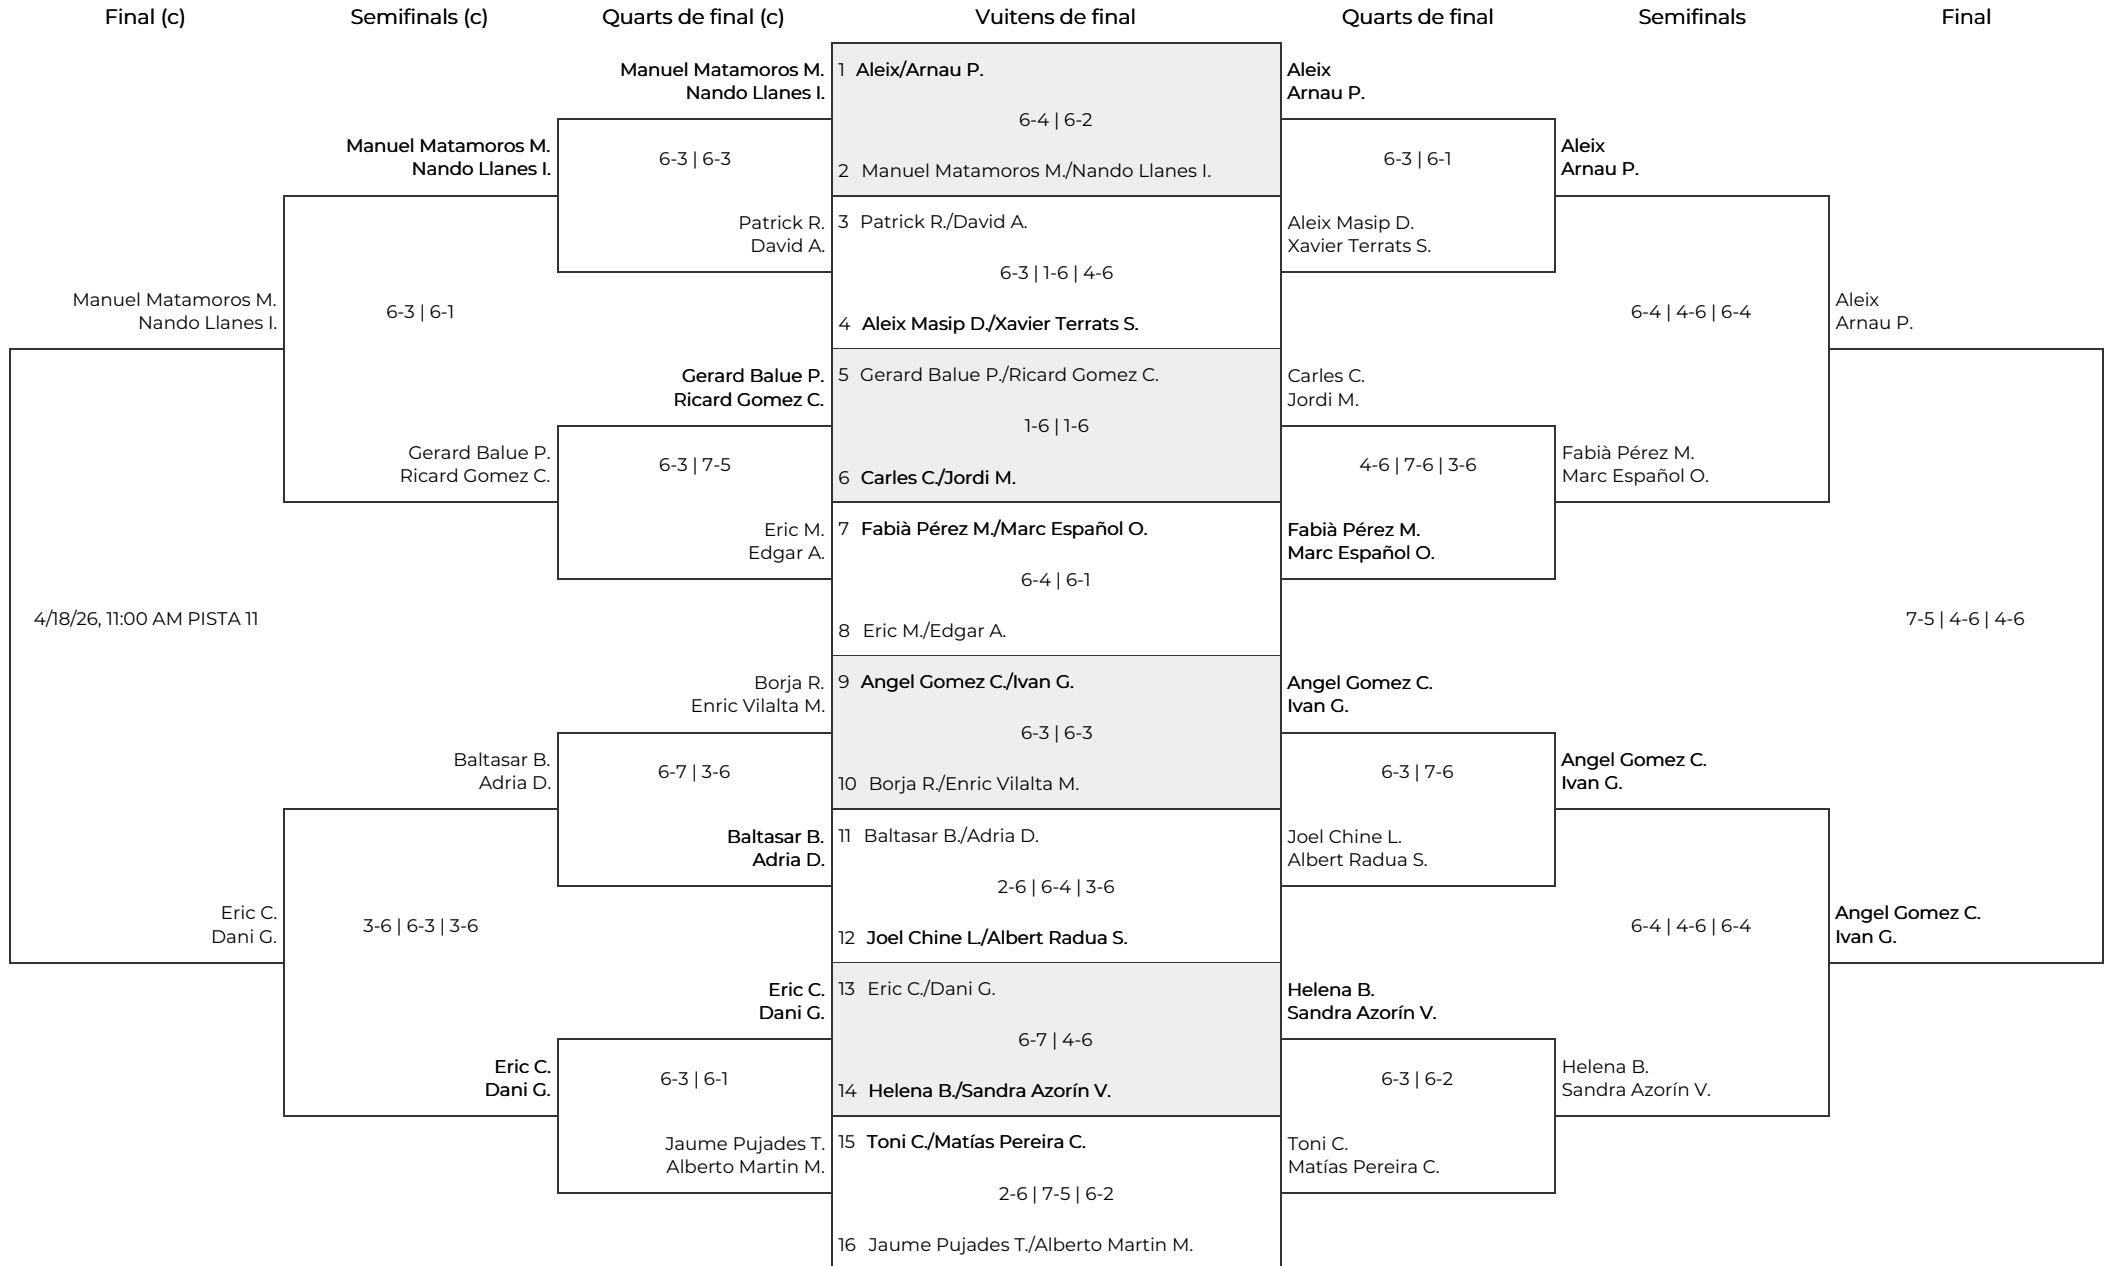 Final (c)
Semifinals (c)
Quarts de final (c)
Vuitens de final
Quarts de final
Semifinals
Final
Manuel Matamoros M.
Nando Llanes I.
4/18/26, 11:00 AM PISTA 11
Eric C.
Dani G.
Manuel Matamoros M.
Nando Llanes I.
6-3 | 6-1
Gerard Balue P.
Ricard Gomez C.
Baltasar B.
Adria D.
3-6 | 6-3 | 3-6
Eric C.
Dani G.
Manuel Matamoros M.
Nando Llanes I.
6-3 | 6-3
Patrick R.
David A.
Gerard Balue P.
Ricard Gomez C.
6-3 | 7-5
Eric M.
Edgar A.
Borja R.
Enric Vilalta M.
6-7 | 3-6
Baltasar B.
Adria D.
Eric C.
Dani G.
6-3 | 6-1
Jaume Pujades T.
Alberto Martin M.
1 Aleix/Arnau P.
6-4 | 6-2
2 Manuel Matamoros M./Nando Llanes I.
3 Patrick R./David A.
6-3 | 1-6 | 4-6
4 Aleix Masip D./Xavier Terrats S.
5 Gerard Balue P./Ricard Gomez C.
1-6 | 1-6
6 Carles C./Jordi M.
7 Fabià Pérez M./Marc Español O.
6-4 | 6-1
8 Eric M./Edgar A.
9 Angel Gomez C./Ivan G.
6-3 | 6-3
10 Borja R./Enric Vilalta M.
11 Baltasar B./Adria D.
2-6 | 6-4 | 3-6
12 Joel Chine L./Albert Radua S.
13 Eric C./Dani G.
6-7 | 4-6
14 Helena B./Sandra Azorín V.
15 Toni C./Matías Pereira C.
2-6 | 7-5 | 6-2
16 Jaume Pujades T./Alberto Martin M.
Aleix
Arnau P.
6-3 | 6-1
Aleix Masip D.
Xavier Terrats S.
Carles C.
Jordi M.
4-6 | 7-6 | 3-6
Fabià Pérez M.
Marc Español O.
Angel Gomez C.
Ivan G.
6-3 | 7-6
Joel Chine L.
Albert Radua S.
Helena B.
Sandra Azorín V.
6-3 | 6-2
Toni C.
Matías Pereira C.
Aleix
Arnau P.
6-4 | 4-6 | 6-4
Fabià Pérez M.
Marc Español O.
Angel Gomez C.
Ivan G.
6-4 | 4-6 | 6-4
Helena B.
Sandra Azorín V.
Aleix
Arnau P.
7-5 | 4-6 | 4-6
Angel Gomez C.
Ivan G.